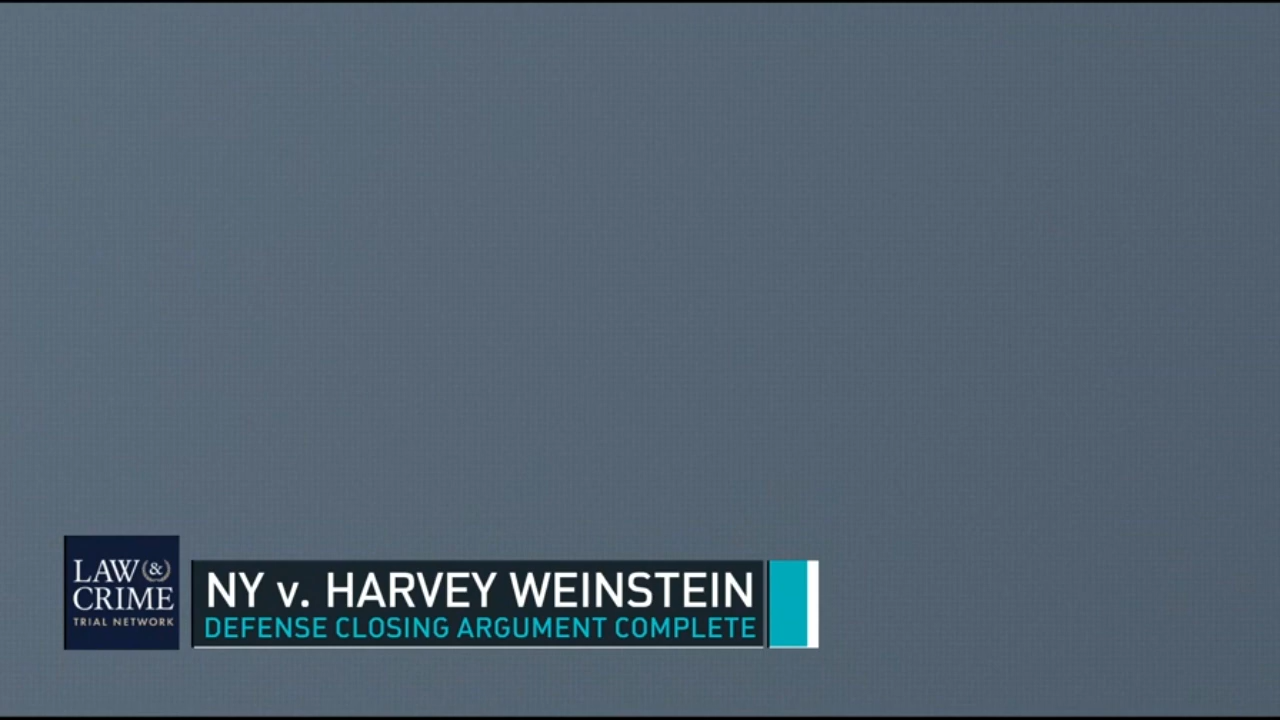 LAW &
CRIME
TRIAL NETWORK
NY v. HARVEY WEINSTEIN
DEFENSE CLOSING ARGUMENT COMPLETE